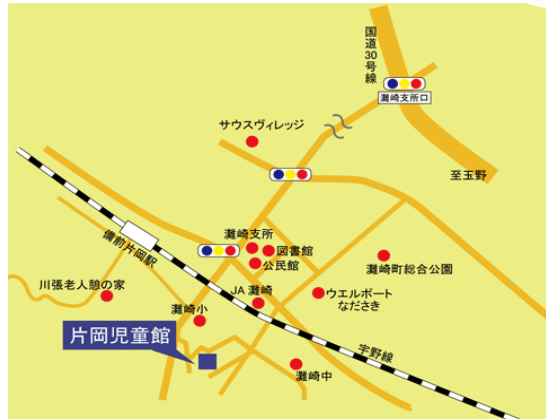 国道30号線
灘崎支所口
サウスヴィレッジ
至玉野
灘崎支所
図書館
公民館
備前片岡駅
灘崎町総合公園
川張老人憩の家
JA灘崎
ウエルポート
なださき
灘崎小
片岡児童館
宇野線
灘崎中